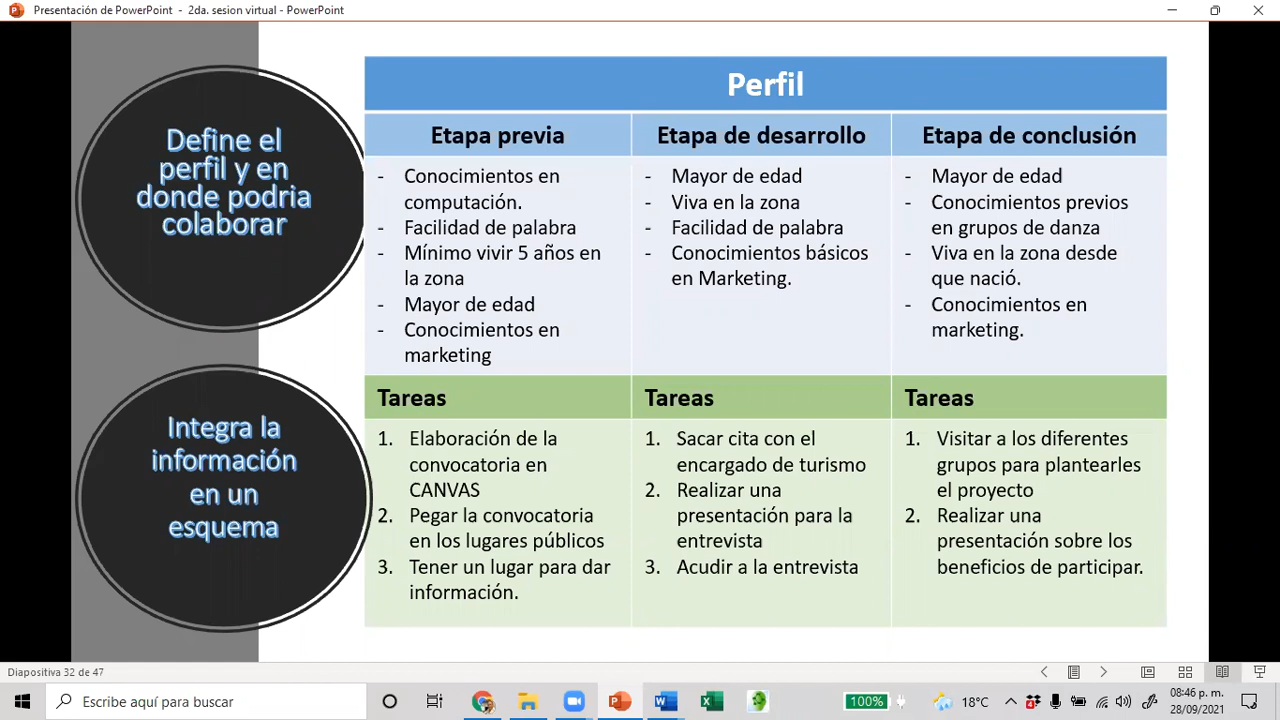 Presentación de PowerPoint - 2da. sesion virtual - PowerPoint
Define el
perfil y en
donde podria
colaborar
Integra la
información
en un
esquema
Perfil
Etapa previa
- Conocimientos en
computación.
- Facilidad de palabra
- Mínimo vivir 5 años en
la zona
- Mayor de edad
- Conocimientos en
marketing
Etapa de desarrollo
- Mayor de edad
- Viva en la zona
- Facilidad de palabra
- Conocimientos básicos
en Marketing.
Etapa de conclusión
- Mayor de edad
- Conocimientos previos
en grupos de danza
- Viva en la zona desde
que nació.
- Conocimientos en
marketing.
Tareas
1. Elaboración de la
convocatoria en
CANVAS
2. Pegar la convocatoria
en los lugares públicos
3. Tener un lugar para dar
información.
Tareas
1. Sacar cita con el
encargado de turismo
2. Realizar una
presentación para la
entrevista
3. Acudir a la entrevista
Tareas
1. Visitar a los diferentes
grupos para plantearles
el proyecto
2. Realizar una
presentación sobre los
beneficios de participar.
Diapositiva 32 de 47
Escribe aquí para buscar
100%
18°C
08:46 p. m.
28/09/2021